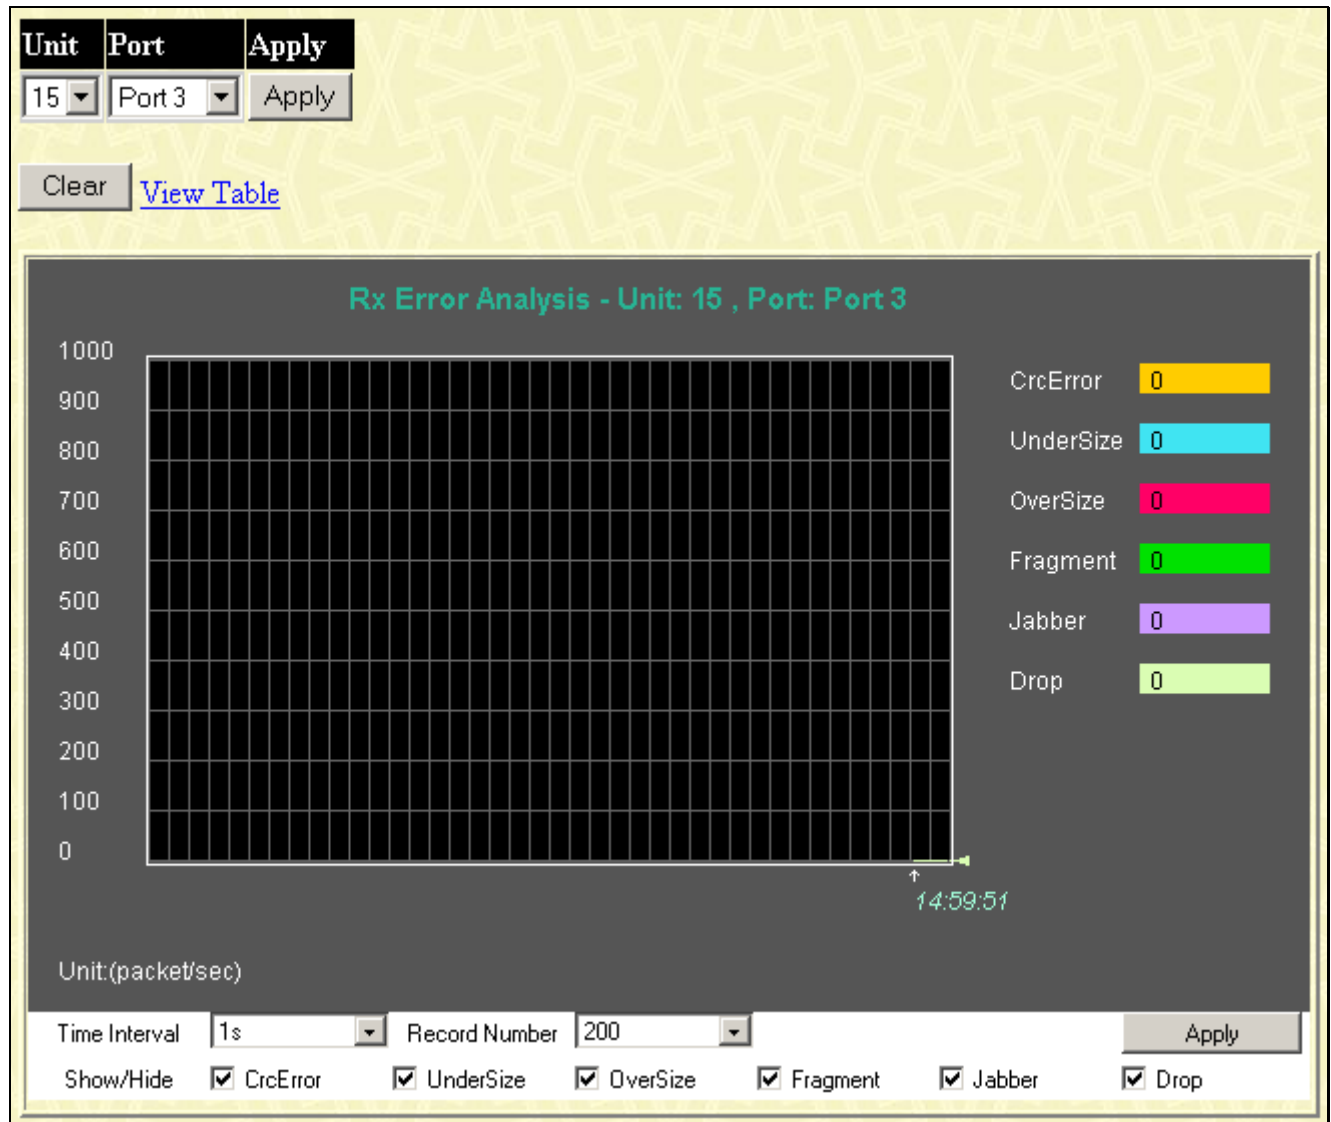 Unit Port Apply
15 Port 3 Apply
Clear View Table
Rx Error Analysis - Unit: 15 , Port: Port 3
1000
900
800
700
600
500
400
300
200
100
0
CrcError 0
UnderSize 0
OverSize 0
Fragment 0
Jabber 0
Drop 0
14:59:51
Unit:(packet/sec)
Time Interval 1s Record Number 200 Apply
Show/Hide CrcError UnderSize OverSize Fragment Jabber Drop